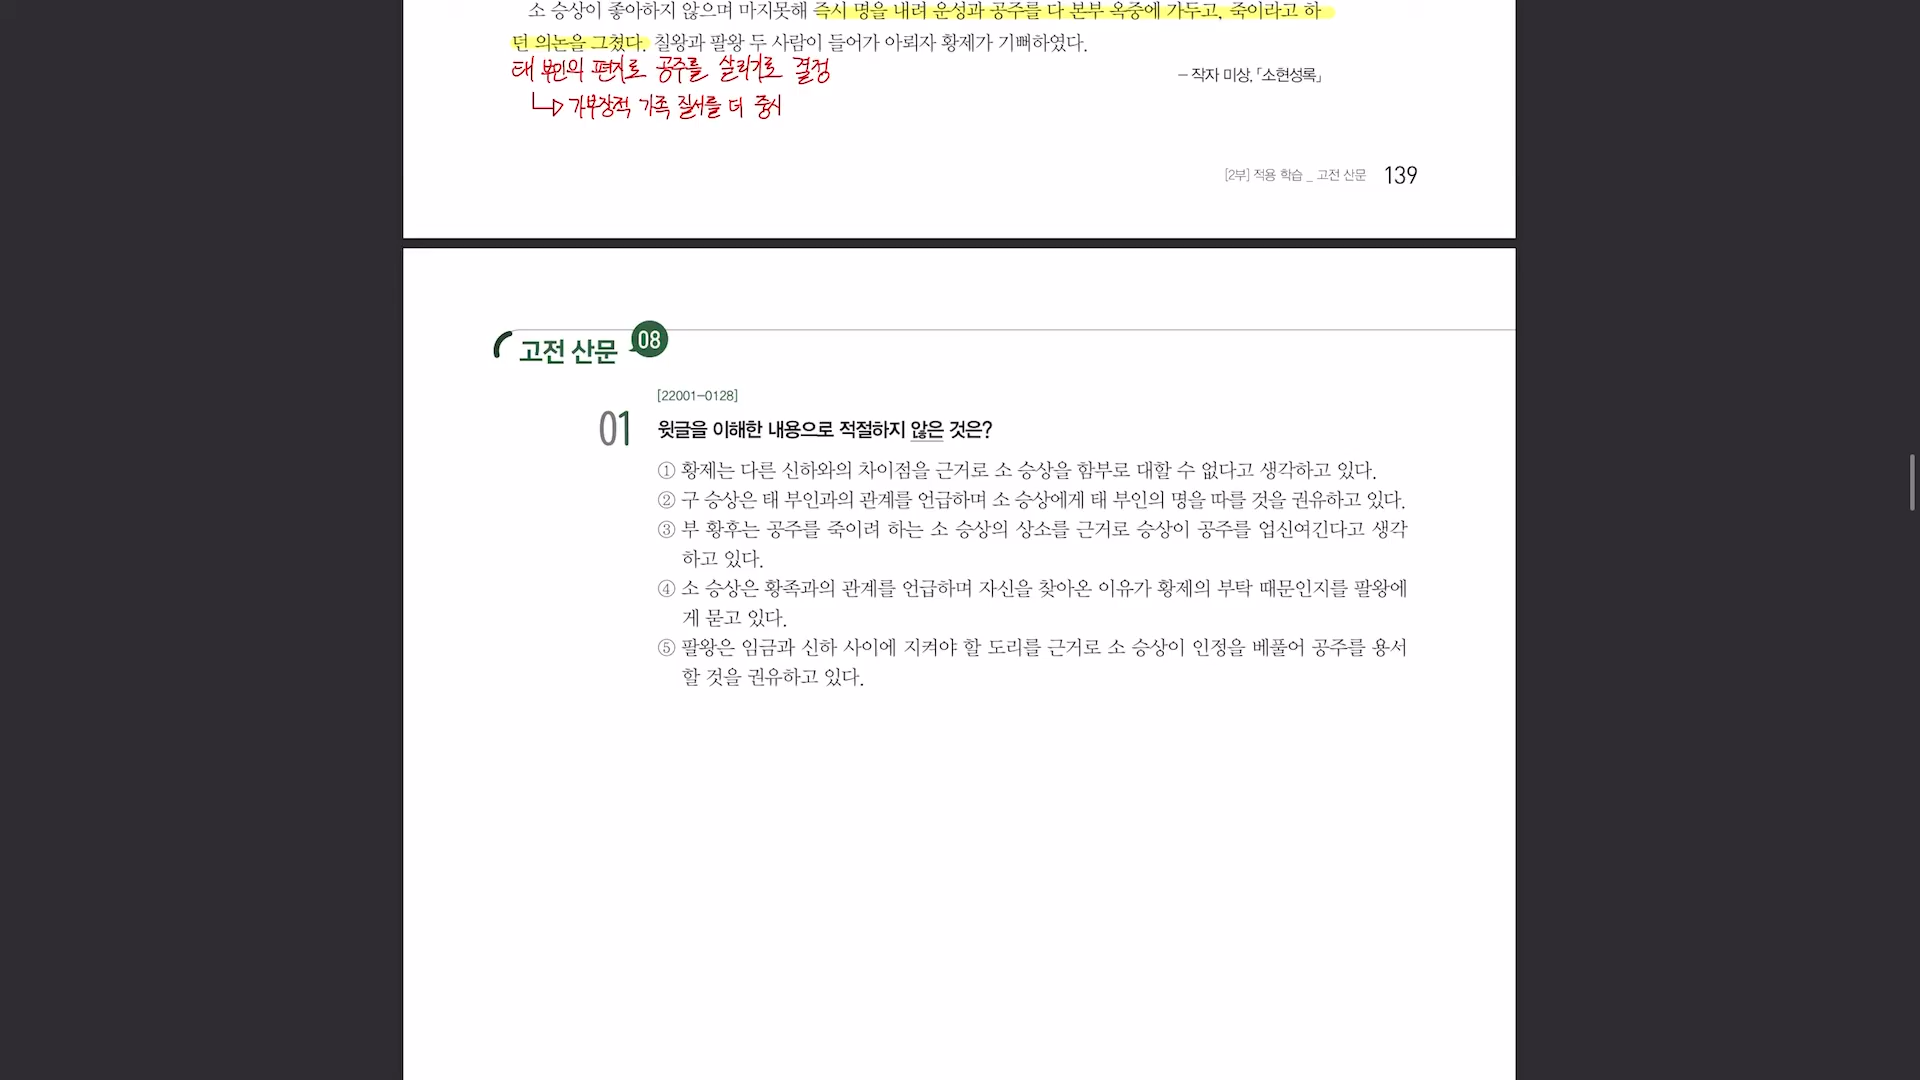 소 승상이 좋아하지 않으며 마지못해 즉시 명을 내려 운성과 공주를 다 본부 옥중에 가두고, 죽이라고 하
던 의논을 그쳤다. 칠왕과 팔왕 두 사람이 들어가 아뢰자 황제가 기뻐하였다.
태 부인의 편지로 공주를 살리기로 결정
– 작자 미상, 「소현성록」
↳ 가부장적 가족 질서를 더 중시
[2부] 적용 학습 _ 고전 산문 139
고전 산문 08
[22001-0128]
01 윗글을 이해한 내용으로 적절하지 않은 것은?
① 황제는 다른 신하와의 차이점을 근거로 소 승상을 함부로 대할 수 없다고 생각하고 있다.
② 구 승상은 태 부인과의 관계를 언급하며 소 승상에게 태 부인의 명을 따를 것을 권유하고 있다.
③ 부 황후는 공주를 죽이려 하는 소 승상의 상소를 근거로 승상이 공주를 업신여긴다고 생각
하고 있다.
④ 소 승상은 황족과의 관계를 언급하며 자신을 찾아온 이유가 황제의 부탁 때문인지를 팔왕에
게 묻고 있다.
⑤ 팔왕은 임금과 신하 사이에 지켜야 할 도리를 근거로 소 승상이 인정을 베풀어 공주를 용서
할 것을 권유하고 있다.